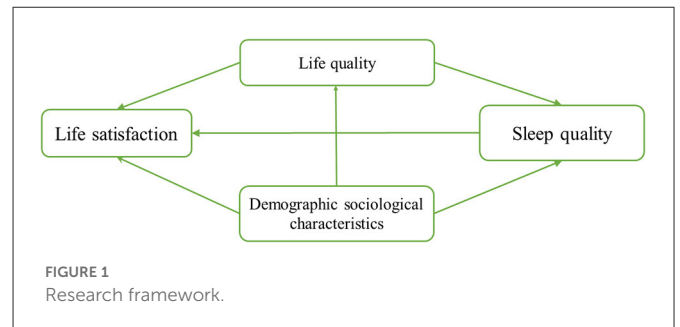 Life quality
Life satisfaction
Sleep quality
Demographic sociological
characteristics
FIGURE 1
Research framework.